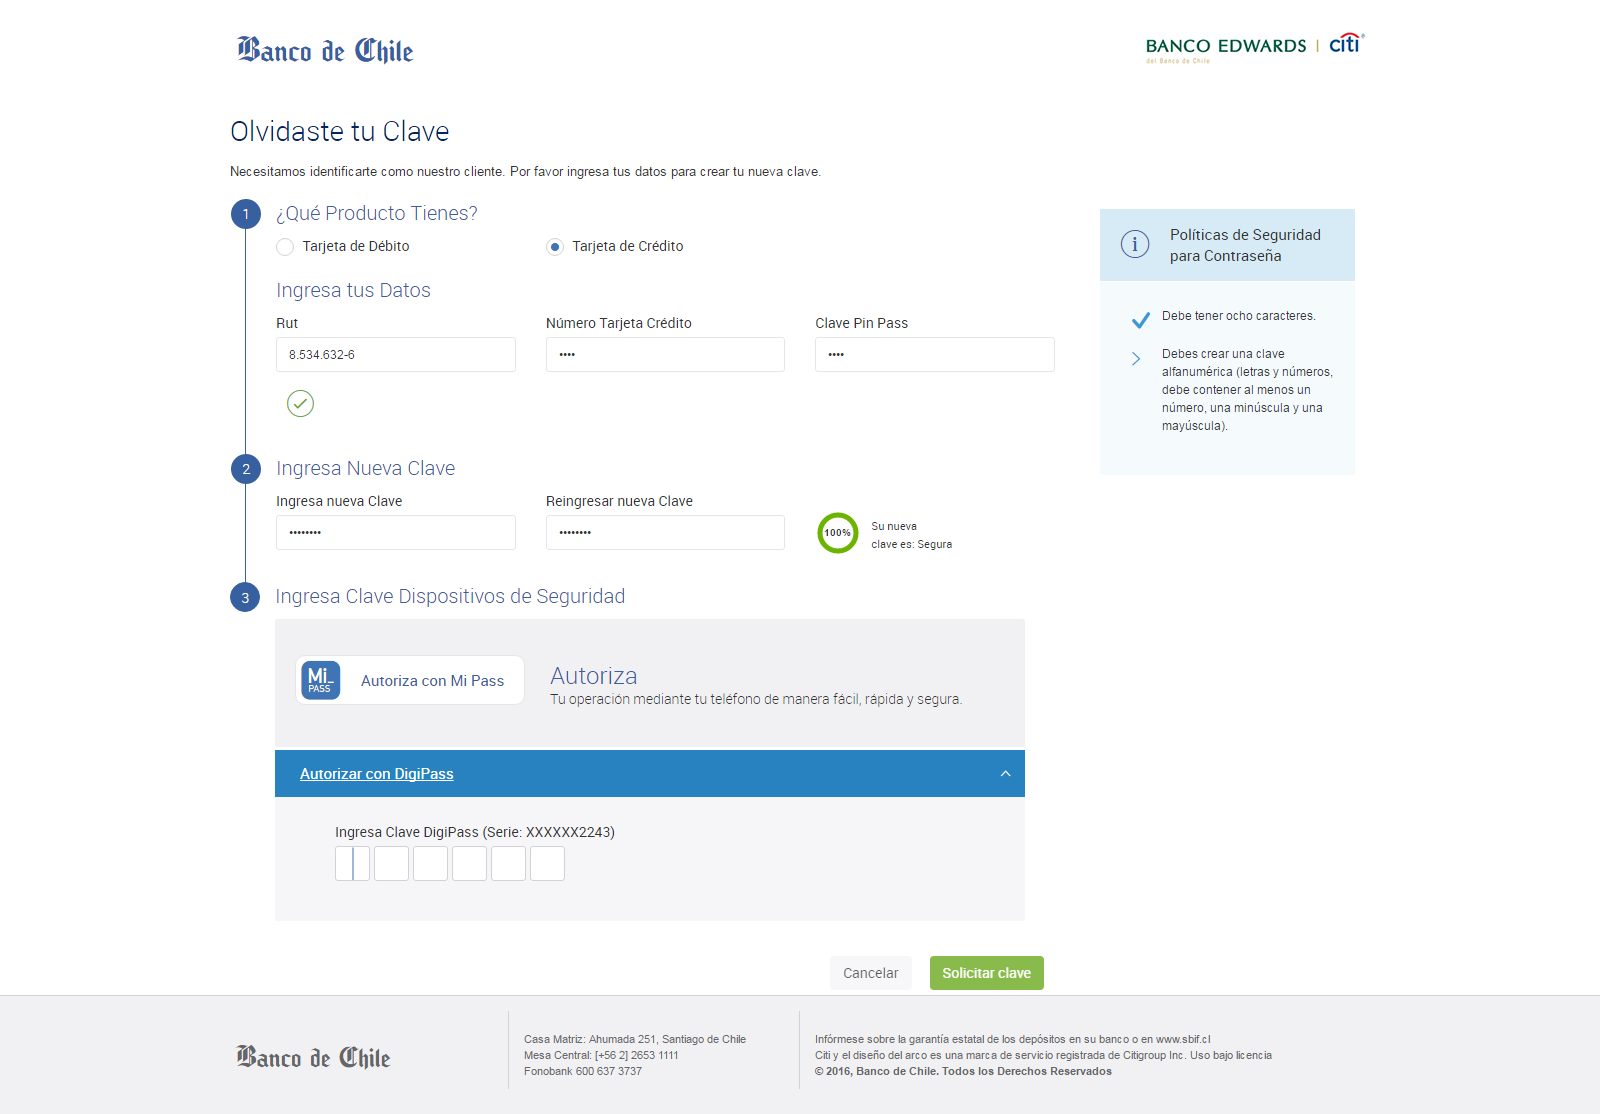 Banco de Chile
BANCO EDWARDS | citi
del Banco de Chile
Olvidaste tu Clave
Necesitamos identificarte como nuestro cliente. Por favor ingresa tus datos para crear tu nueva clave.
1 ¿Qué Producto Tienes?
Tarjeta de Débito
Tarjeta de Crédito
Ingresa tus Datos
Rut
Número Tarjeta Crédito
Clave Pin Pass
8.534.632-6
••••
••••
2 Ingresa Nueva Clave
Ingresa nueva Clave
Reingresar nueva Clave
••••••••
••••••••
100%
Su nueva
clave es: Segura
3 Ingresa Clave Dispositivos de Seguridad
Mi_
PASS
Autoriza con Mi Pass
Autoriza
Tu operación mediante tu teléfono de manera fácil, rápida y segura.
Autorizar con DigiPass
Ingresa Clave DigiPass (Serie: XXXXXX2243)
Cancelar
Solicitar clave
i
Políticas de Seguridad
para Contraseña
Debe tener ocho caracteres.
Debes crear una clave
alfanumérica (letras y números,
debe contener al menos un
número, una minúscula y una
mayúscula).
Banco de Chile
Casa Matriz: Ahumada 251, Santiago de Chile
Mesa Central: [+56 2] 2653 1111
Fonobank 600 637 3737
Infórmese sobre la garantía estatal de los depósitos en su banco o en www.sbif.cl
Citi y el diseño del arco es una marca de servicio registrada de Citigroup Inc. Uso bajo licencia
© 2016, Banco de Chile. Todos los Derechos Reservados